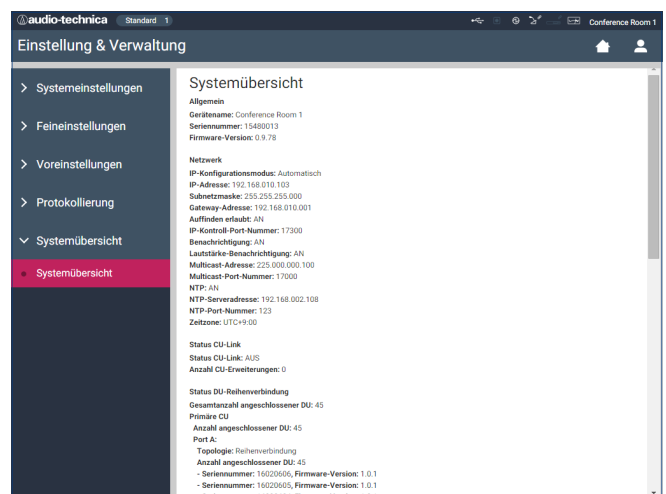 audio-technica Standard 1 Conference Room 1
Einstellung & Verwaltung
Systemeinstellungen
Feineinstellungen
Voreinstellungen
Protokollierung
Systemübersicht
Systemübersicht
Systemübersicht
Allgemein
Gerätename: Conference Room 1
Seriennummer: 15480013
Firmware-Version: 0.9.78
Netzwerk
IP-Konfigurationsmodus: Automatisch
IP-Adresse: 192.168.010.103
Subnetzmaske: 255.255.255.000
Gateway-Adresse: 192.168.010.001
Auffinden erlaubt: AN
IP-Kontroll-Port-Nummer: 17300
Benachrichtigung: AN
Lautstärke-Benachrichtigung: AN
Multicast-Adresse: 225.000.000.100
Multicast-Port-Nummer: 17000
NTP: AN
NTP-Serveradresse: 192.168.002.108
NTP-Port-Nummer: 123
Zeitzone: UTC+9:00
Status CU-Link
Status CU-Link: AUS
Anzahl CU-Erweiterungen: 0
Status DU-Reihenverbindung
Gesamtanzahl angeschlossener DU: 45
Primäre CU
Anzahl angeschlossener DU: 45
Port A:
Topologie: Reihenverbindung
Anzahl angeschlossener DU: 45
- Seriennummer: 16020606, Firmware-Version: 1.0.1
- Seriennummer: 16020605, Firmware-Version: 1.0.1